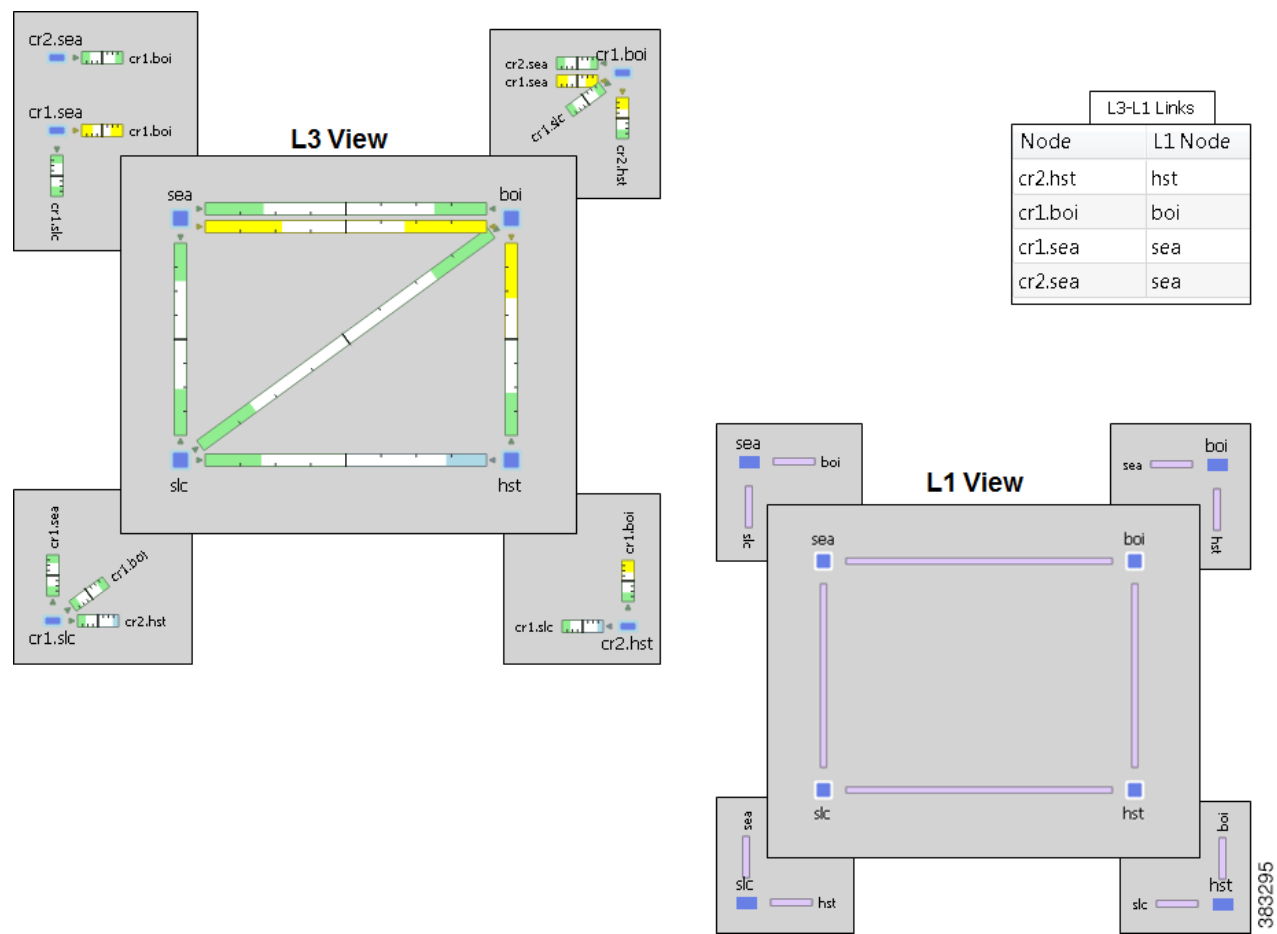 cr2.sea
cr1.boi
cr1.sea
cr1.boi
cr1.slc
cr1.boi
cr2.sea
cr1.sea
cr1.slc
cr2.hst
L3 View
sea
boi
slc
hst
cr1.sea
cr1.boi
cr2.hst
cr1.slc
cr1.boi
cr1.slc
cr2.hst
L3-L1 Links
Node L1 Node
cr2.hst hst
cr1.boi boi
cr1.sea sea
cr2.sea sea
sea
boi
slc
boi
sea
hst
L1 View
sea
boi
slc
hst
sea
slc
hst
boi
hst
slc
383295